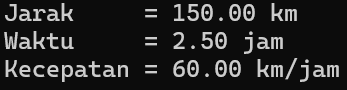 Jarak     = 150.00 km
Waktu     = 2.50 jam
Kecepatan = 60.00 km/jam